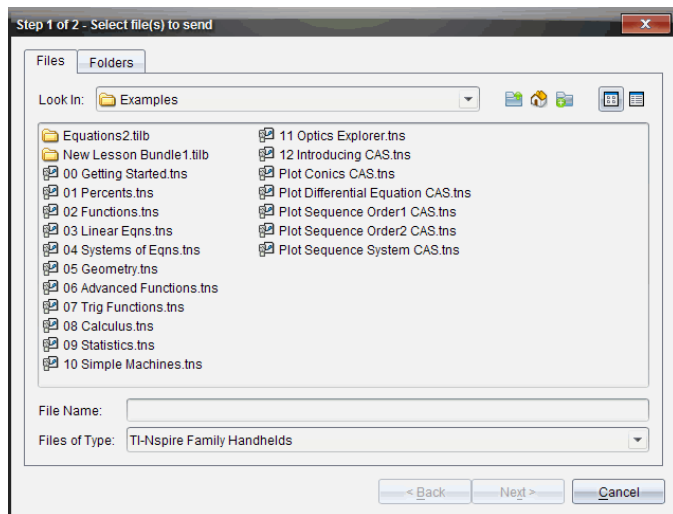 Step 1 of 2 - Select file(s) to send
Files Folders
Look In: Examples
Equations2.tilb
New Lesson Bundle1.tilb
00 Getting Started.tns
01 Percents.tns
02 Functions.tns
03 Linear Eqns.tns
04 Systems of Eqns.tns
05 Geometry.tns
06 Advanced Functions.tns
07 Trig Functions.tns
08 Calculus.tns
09 Statistics.tns
10 Simple Machines.tns
11 Optics Explorer.tns
12 Introducing CAS.tns
Plot Conics CAS.tns
Plot Differential Equation CAS.tns
Plot Sequence Order1 CAS.tns
Plot Sequence Order2 CAS.tns
Plot Sequence System CAS.tns
File Name:
Files of Type: TI-Nspire Family Handhelds
< Back Next > Cancel